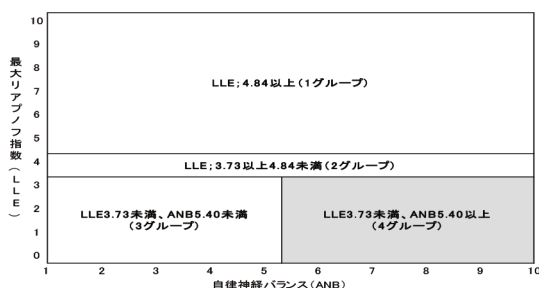 最大リアプノフ指数(LLE)
10
9
8
7
6
5
4
3
2
1
0
LLE;4.84以上(1グループ)
LLE;3.73以上4.84未満(2グループ)
LLE3.73未満、ANB5.40未満
(3グループ)
LLE3.73未満、ANB5.40以上
(4グループ)
1 2 3 4 5 6 7 8 9 10
自律神経バランス(ANB)